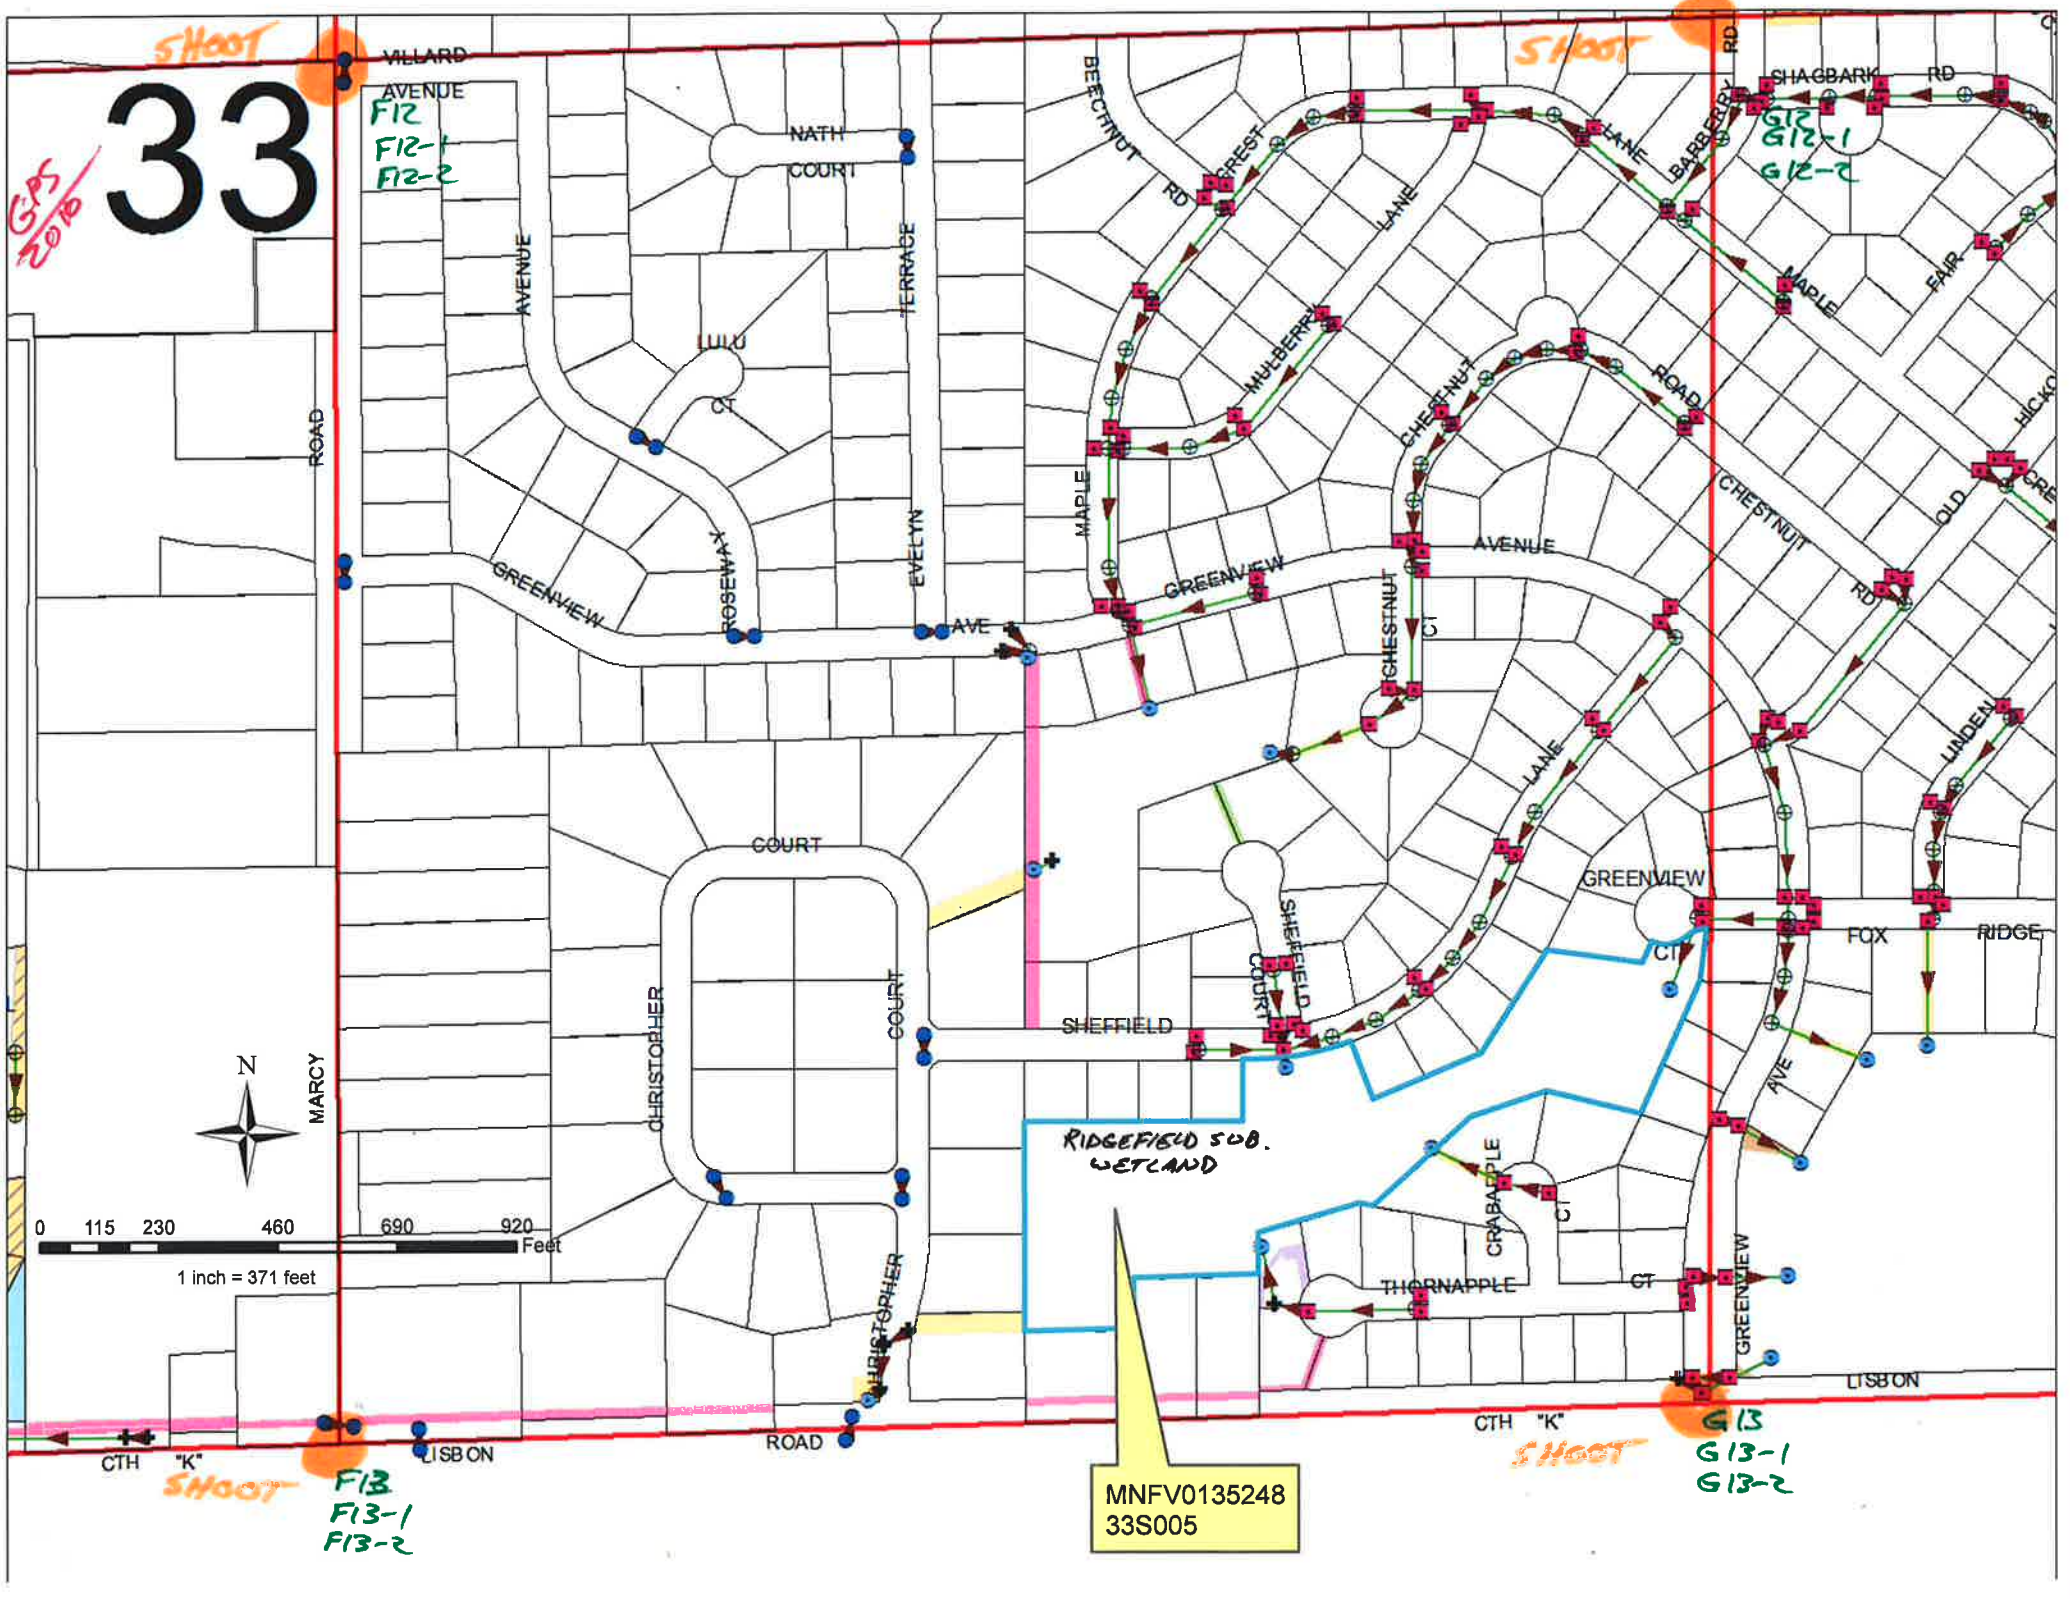 SHOOT
VILLARD
AVENUE
33
GPS
2010
F12
F12-1
F12-2
NATH
COURT
BEECHNUT
RD
CREST
LANE
SHOOT
RD
SHAGBARK RD
G12
G12-1
G12-2
BARBERRY
LANE
MAPLE
FAIR
AVENUE
TERRACE
LULU
CT
ROAD
MULBERRY
CHESTNUT
ROAD
CHESTNUT
RD
OLD
MAPLE
GREENVIEW
ROSEWAY
EVELYN
AVE
GREENVIEW
AVENUE
CHESTNUT
CT
LANE
LINDEN
COURT
GREENVIEW
CT
FOX RIDGE
SHEFFIELD
COURT
SHEFFIELD
CHRISTOPHER
COURT
AVE
N
MARCY
RIDGEFIELD SUB.
WETLAND
CRABAPPLE
CT
0 115 230 460 690 920
Feet
1 inch = 371 feet
CHRISTOPHER
THORNAPPLE CT
GREENVIEW
LISBON
CTH "K"
LISBON
ROAD
CTH "K"
SHOOT
F13
F13-1
F13-2
SHOOT
G13
G13-1
G13-2
MNFV0135248
33S005